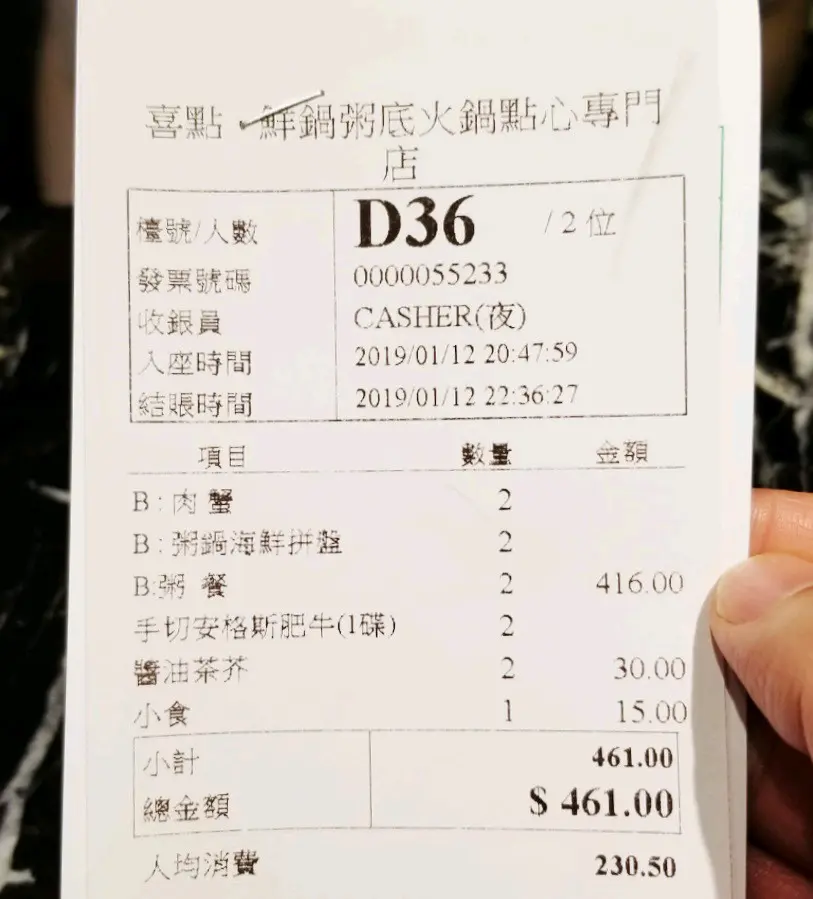 喜點·鮮鍋粥底火鍋點心專門
店
檯號/人數 D36 /2 位
發票號碼 0000055233
收銀員 CASHER(夜)
入座時間 2019/01/12 20:47:59
結賬時間 2019/01/12 22:36:27
項目 數量 金額
B:肉 蟹 2
B:粥鍋海鮮拼盤 2
B:粥 餐 2 416.00
手切安格斯肥牛(1碟) 2
醬油茶芥 2 30.00
小食 1 15.00
小計 461.00
總金額 $ 461.00
人均消費 230.50